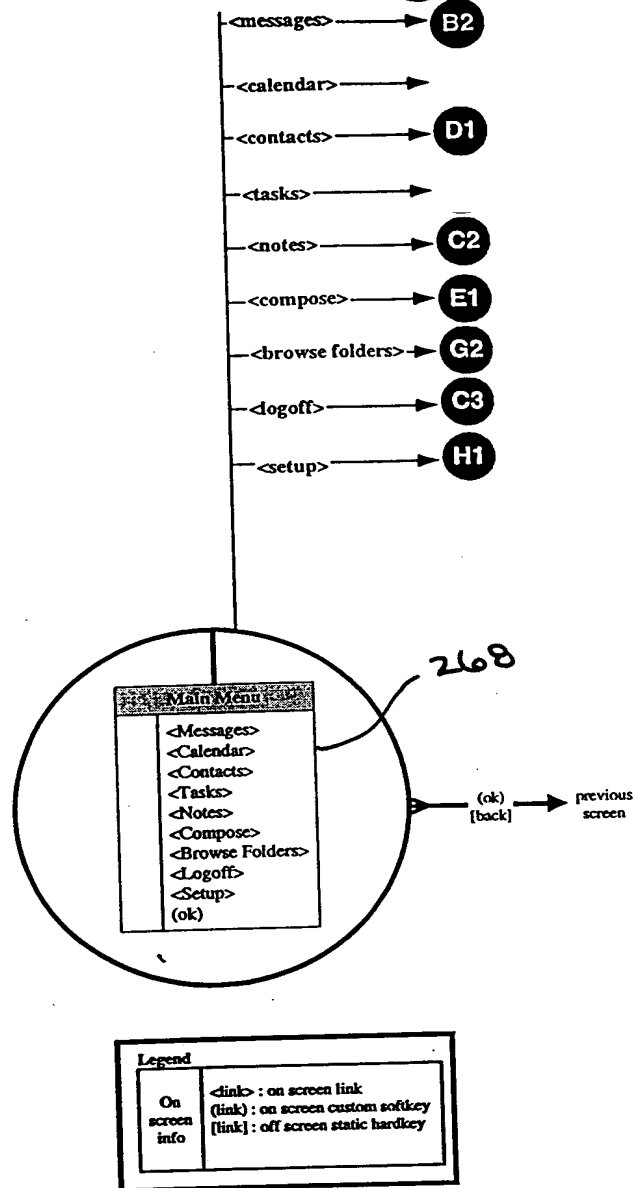 <messages> B2
<calendar>
<contacts> D1
<tasks>
<notes> C2
<compose> E1
<browse folders> G2
<logoff> C3
<setup> H1
268
Main Menu
<Messages>
<Calendar>
<Contacts>
<Tasks>
<Notes>
<Compose>
<Browse Folders>
<Logoff>
<Setup>
(ok)
(ok) previous
[back] screen
Legend
On screen info
<link> : on screen link
(link) : on screen custom softkey
[link] : off screen static hardkey